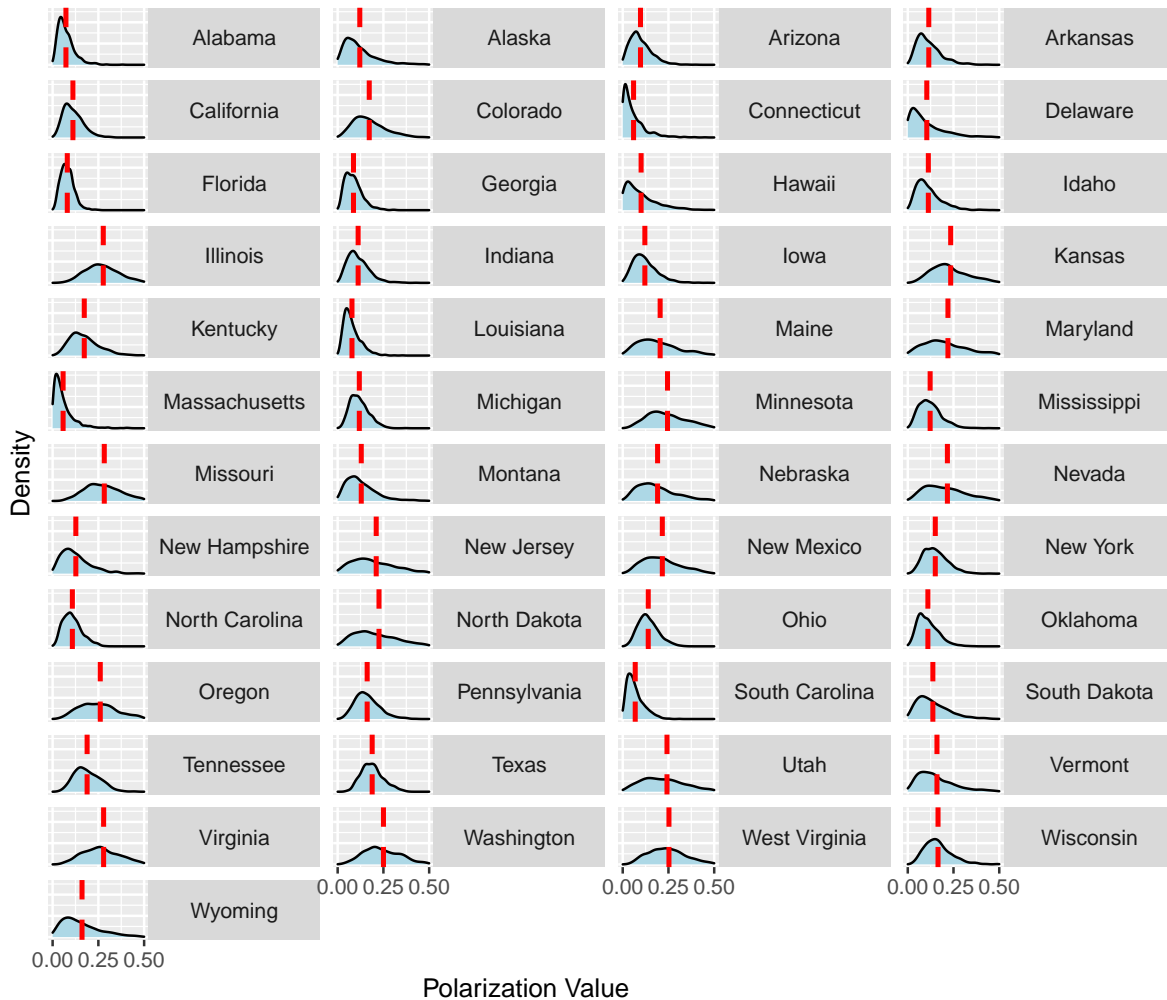 Alabama
Alaska
Arizona
Arkansas
California
Colorado
Connecticut
Delaware
Florida
Georgia
Hawaii
Idaho
Illinois
Indiana
Iowa
Kansas
Kentucky
Louisiana
Maine
Maryland
Massachusetts
Michigan
Minnesota
Mississippi
Missouri
Montana
Nebraska
Nevada
New Hampshire
New Jersey
New Mexico
New York
North Carolina
North Dakota
Ohio
Oklahoma
Oregon
Pennsylvania
South Carolina
South Dakota
Tennessee
Texas
Utah
Vermont
Virginia
Washington
West Virginia
Wisconsin
0.00 0.25 0.50
0.00 0.25 0.50
0.00 0.25 0.50
Wyoming
0.00 0.25 0.50
Density
Polarization Value